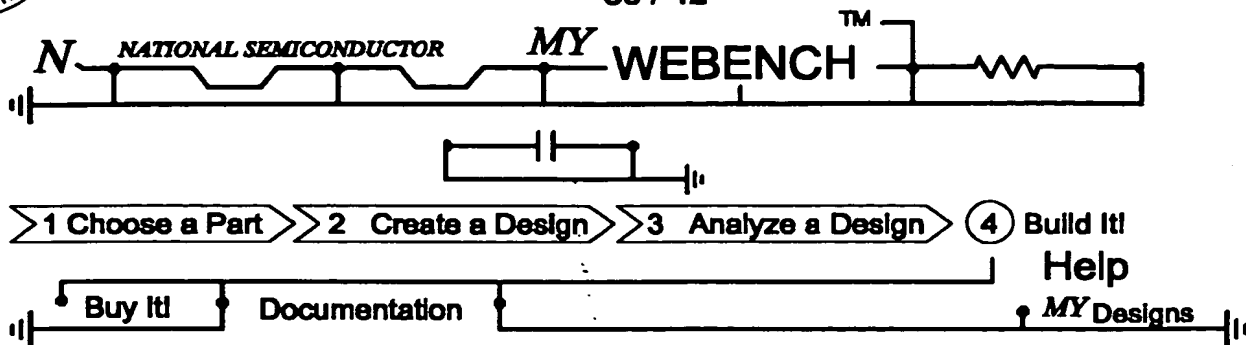 TM
N NATIONAL SEMICONDUCTOR MY WEBENCH
1 Choose a Part 2 Create a Design 3 Analyze a Design 4 Build It!
Help
Buy It! Documentation MY Designs